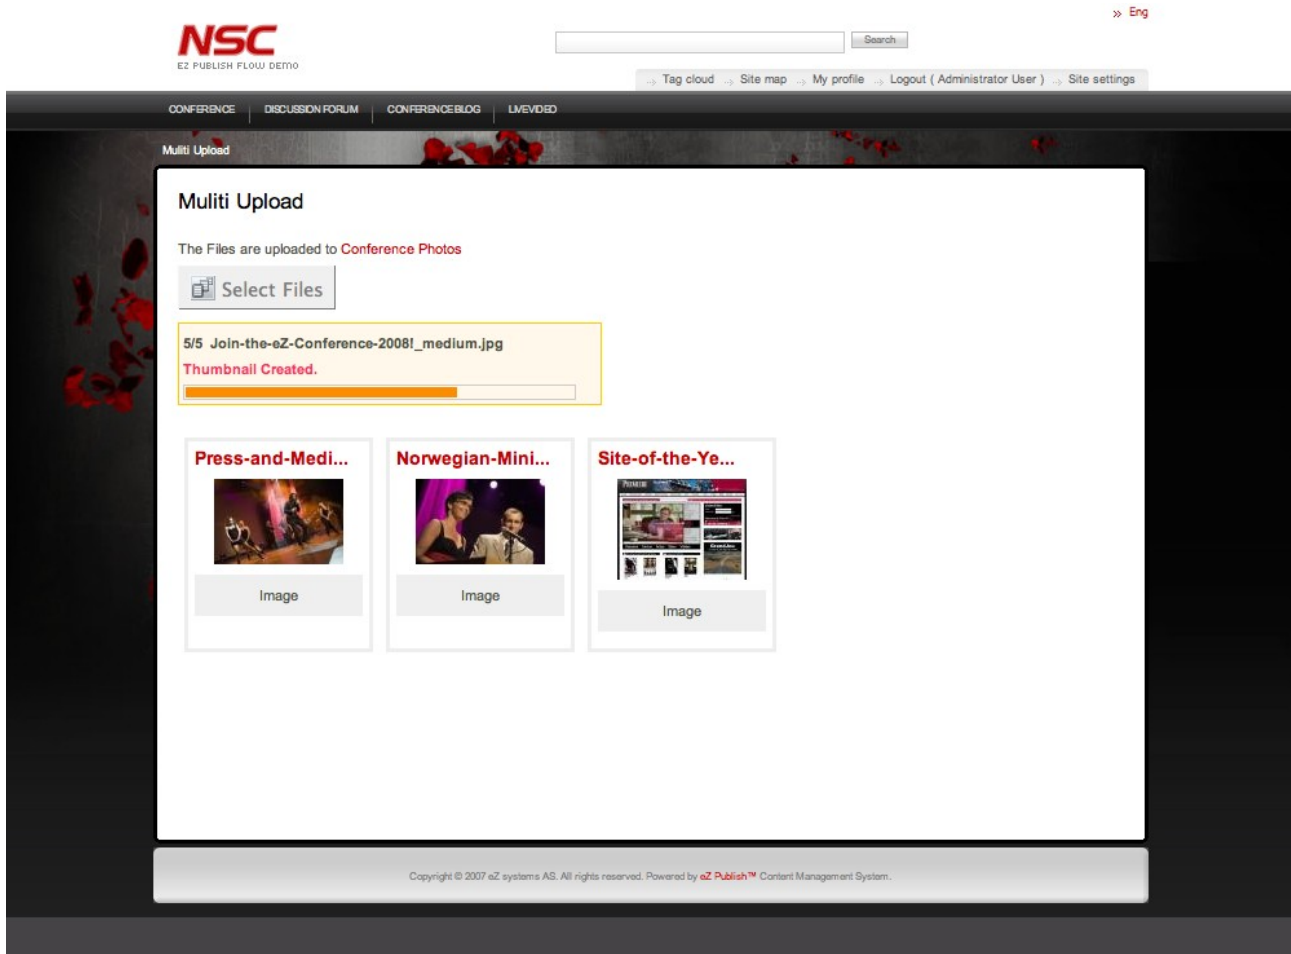 » Eng
NSC
EZ PUBLISH FLOW DEMO
Search
Tag cloud Site map My profile Logout ( Administrator User ) Site settings
CONFERENCE DISCUSSION FORUM CONFERENCE BLOG LIVE VIDEO
Muliti Upload
Muliti Upload
The Files are uploaded to Conference Photos
Select Files
5/5 Join-the-eZ-Conference-2008!_medium.jpg
Thumbnail Created.
Press-and-Medi... Norwegian-Mini... Site-of-the-Ye...
PREMIERE
Image Image Image
Copyright © 2007 eZ systems AS. All rights reserved. Powered by eZ Publish™ Content Management System.